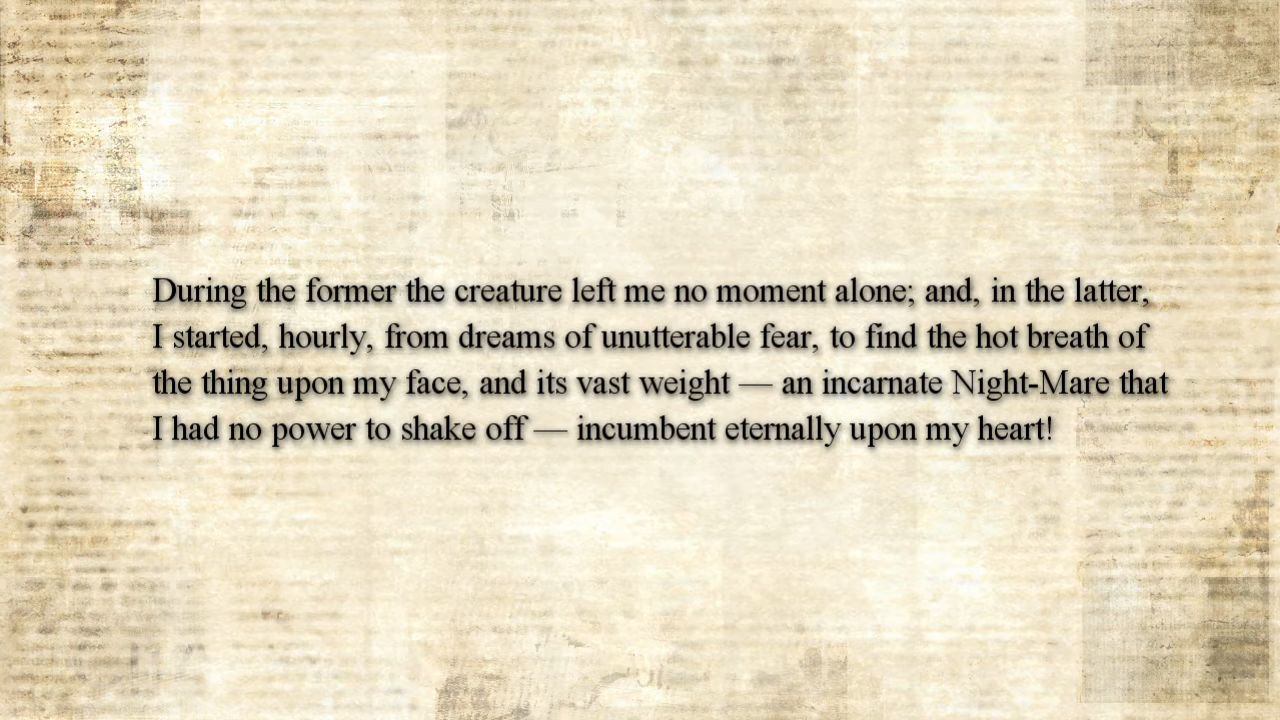 During the former the creature left me no moment alone; and, in the latter,
I started, hourly, from dreams of unutterable fear, to find the hot breath of
the thing upon my face, and its vast weight — an incarnate Night-Mare that
I had no power to shake off — incumbent eternally upon my heart!